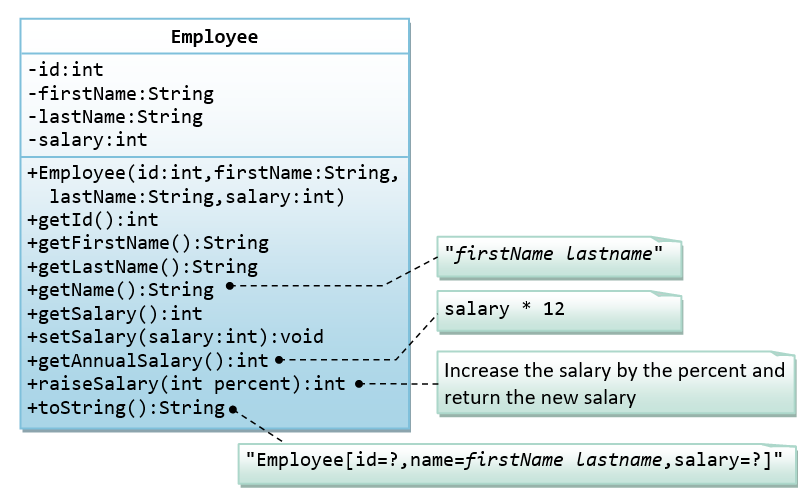 Employee
-id:int
-firstName:String
-lastName:String
-salary:int
+Employee(id:int,firstName:String,
lastName:String,salary:int)
+getId():int
+getFirstName():String
+getLastName():String
+getName():String
+getSalary():int
+setSalary(salary:int):void
+getAnnualSalary():int
+raiseSalary(int percent):int
+toString():String
"firstName lastname"
salary * 12
Increase the salary by the percent and
return the new salary
"Employee[id=?,name=firstName lastname,salary=?]"